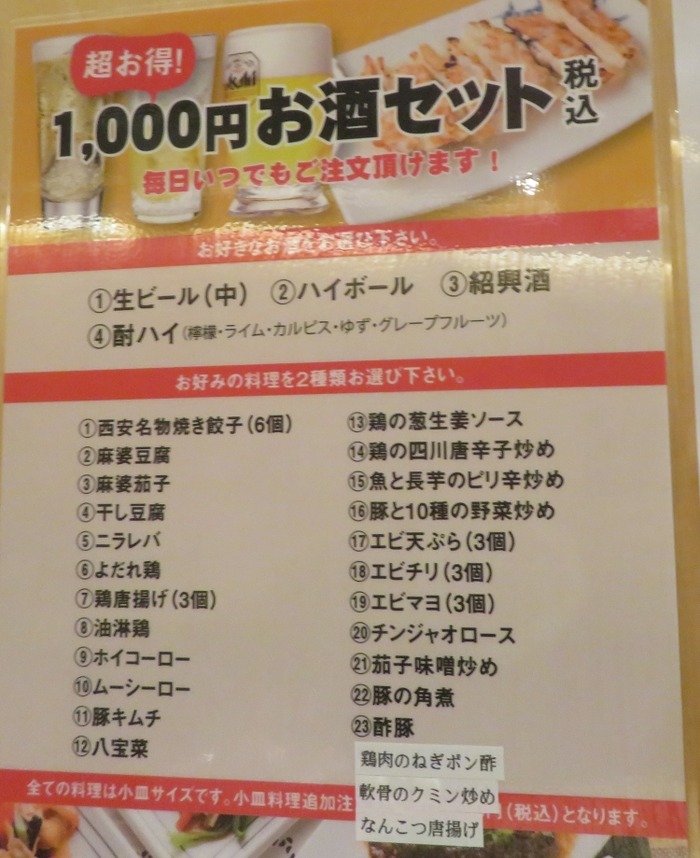 超お得!
1,000円お酒セット 税込
毎日いつでもご注文頂けます!
お好きなお酒をお選び下さい。
①生ビール(中) ②ハイボール ③紹興酒
④酎ハイ(檸檬・ライム・カルピス・ゆず・グレープフルーツ)
お好みの料理を2種類お選び下さい。
①西安名物焼き餃子(6個)
②麻婆豆腐
③麻婆茄子
④干し豆腐
⑤ニラレバ
⑥よだれ鶏
⑦鶏唐揚げ(3個)
⑧油淋鶏
⑨ホイコーロー
⑩ムーシーロー
⑪豚キムチ
⑫八宝菜
⑬鶏の葱生姜ソース
⑭鶏の四川唐辛子炒め
⑮魚と長芋のピリ辛炒め
⑯豚と10種の野菜炒め
⑰エビ天ぷら(3個)
⑱エビチリ(3個)
⑲エビマヨ(3個)
⑳チンジャオロース
㉑茄子味噌炒め
㉒豚の角煮
㉓酢豚
鶏肉のねぎポン酢
軟骨のクミン炒め
なんこつ唐揚げ
全ての料理は小皿サイズです。小皿料理追加注 円(税込)となります。